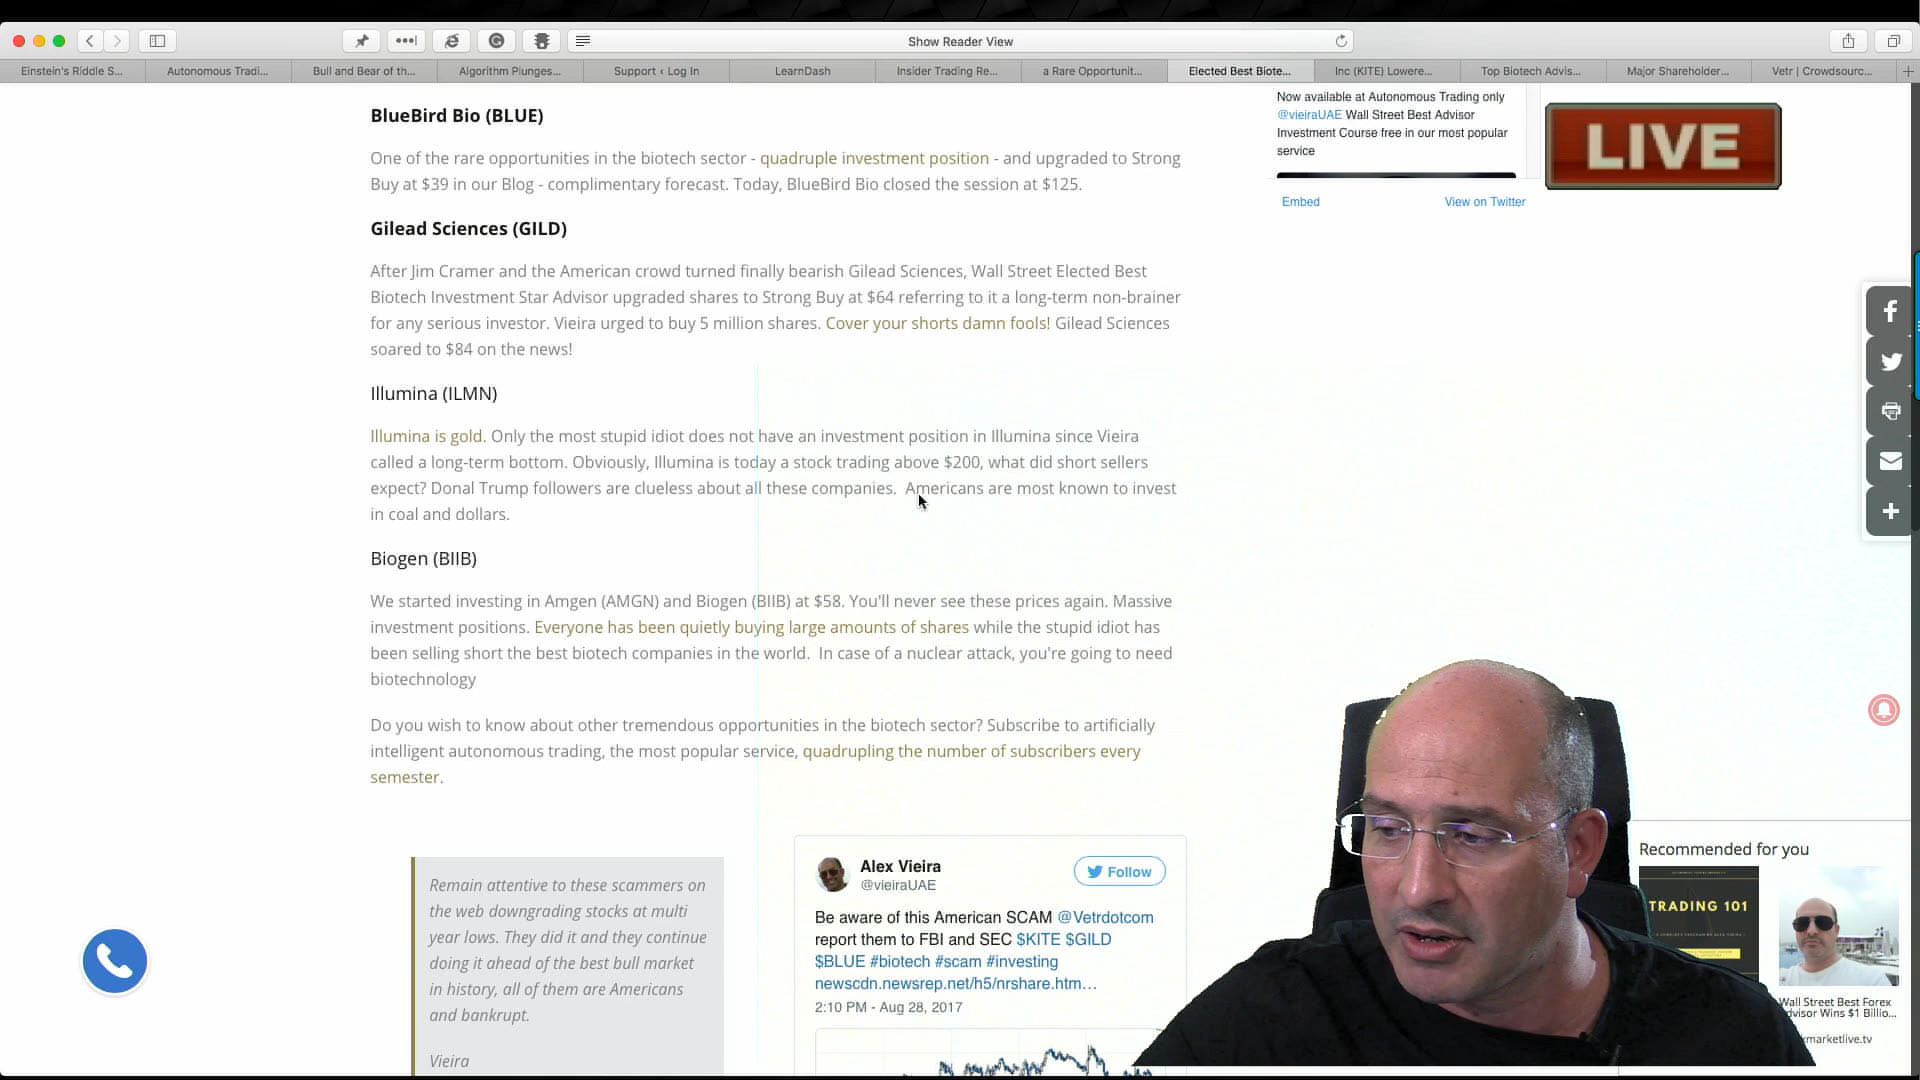 Show Reader View
Einstein's Riddle S...
Autonomous Tradi...
Bull and Bear of th...
Algorithm Plunges...
Support ‹ Log In
LearnDash
Insider Trading Re...
a Rare Opportunit...
Elected Best Biote...
Inc (KITE) Lowere...
Top Biotech Advis...
Major Shareholder...
Vetr | Crowdsourc...
BlueBird Bio (BLUE)
One of the rare opportunities in the biotech sector - quadruple investment position - and upgraded to Strong
Buy at $39 in our Blog - complimentary forecast. Today, BlueBird Bio closed the session at $125.
Gilead Sciences (GILD)
After Jim Cramer and the American crowd turned finally bearish Gilead Sciences, Wall Street Elected Best
Biotech Investment Star Advisor upgraded shares to Strong Buy at $64 referring to it a long-term non-brainer
for any serious investor. Vieira urged to buy 5 million shares. Cover your shorts damn fools! Gilead Sciences
soared to $84 on the news!
Illumina (ILMN)
Illumina is gold. Only the most stupid idiot does not have an investment position in Illumina since Vieira
called a long-term bottom. Obviously, Illumina is today a stock trading above $200, what did short sellers
expect? Donal Trump followers are clueless about all these companies.  Americans are most known to invest
in coal and dollars.
Biogen (BIIB)
We started investing in Amgen (AMGN) and Biogen (BIIB) at $58. You'll never see these prices again. Massive
investment positions. Everyone has been quietly buying large amounts of shares while the stupid idiot has
been selling short the best biotech companies in the world.  In case of a nuclear attack, you're going to need
biotechnology
Do you wish to know about other tremendous opportunities in the biotech sector? Subscribe to artificially
intelligent autonomous trading, the most popular service, quadrupling the number of subscribers every
semester.
Remain attentive to these scammers on
the web downgrading stocks at multi
year lows. They did it and they continue
doing it ahead of the best bull market
in history, all of them are Americans
and bankrupt.
Vieira
Alex Vieira
@vieiraUAE
Follow
Be aware of this American SCAM @Vetrdotcom
report them to FBI and SEC $KITE $GILD
$BLUE #biotech #scam #investing
newscdn.newsrep.net/h5/nrshare.htm…
2:10 PM - Aug 28, 2017
Now available at Autonomous Trading only
@vieiraUAE Wall Street Best Advisor
Investment Course free in our most popular
service
Embed
View on Twitter
LIVE
Recommended for you
TRADING 101
Wall Street Best Forex
dvisor Wins $1 Billio...
marketlive.tv